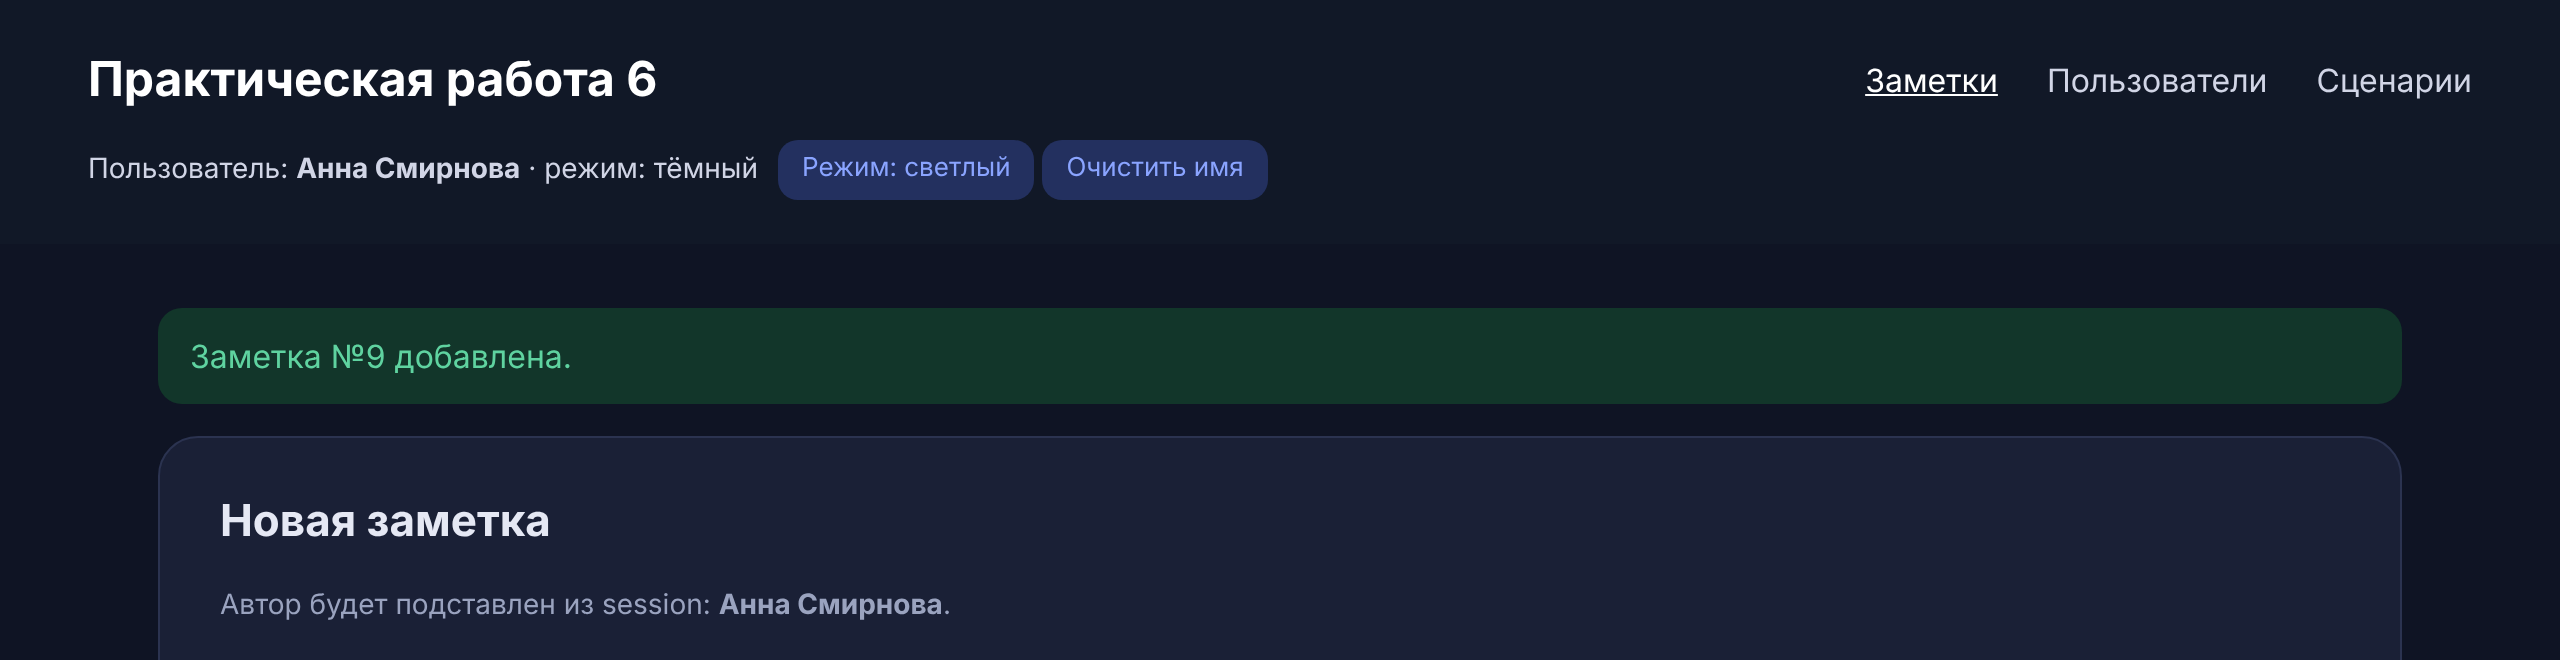 Практическая работа 6
Заметки Пользователи Сценарии
Пользователь: Анна Смирнова · режим: тёмный Режим: светлый Очистить имя
Заметка №9 добавлена.
Новая заметка
Автор будет подставлен из session: Анна Смирнова.